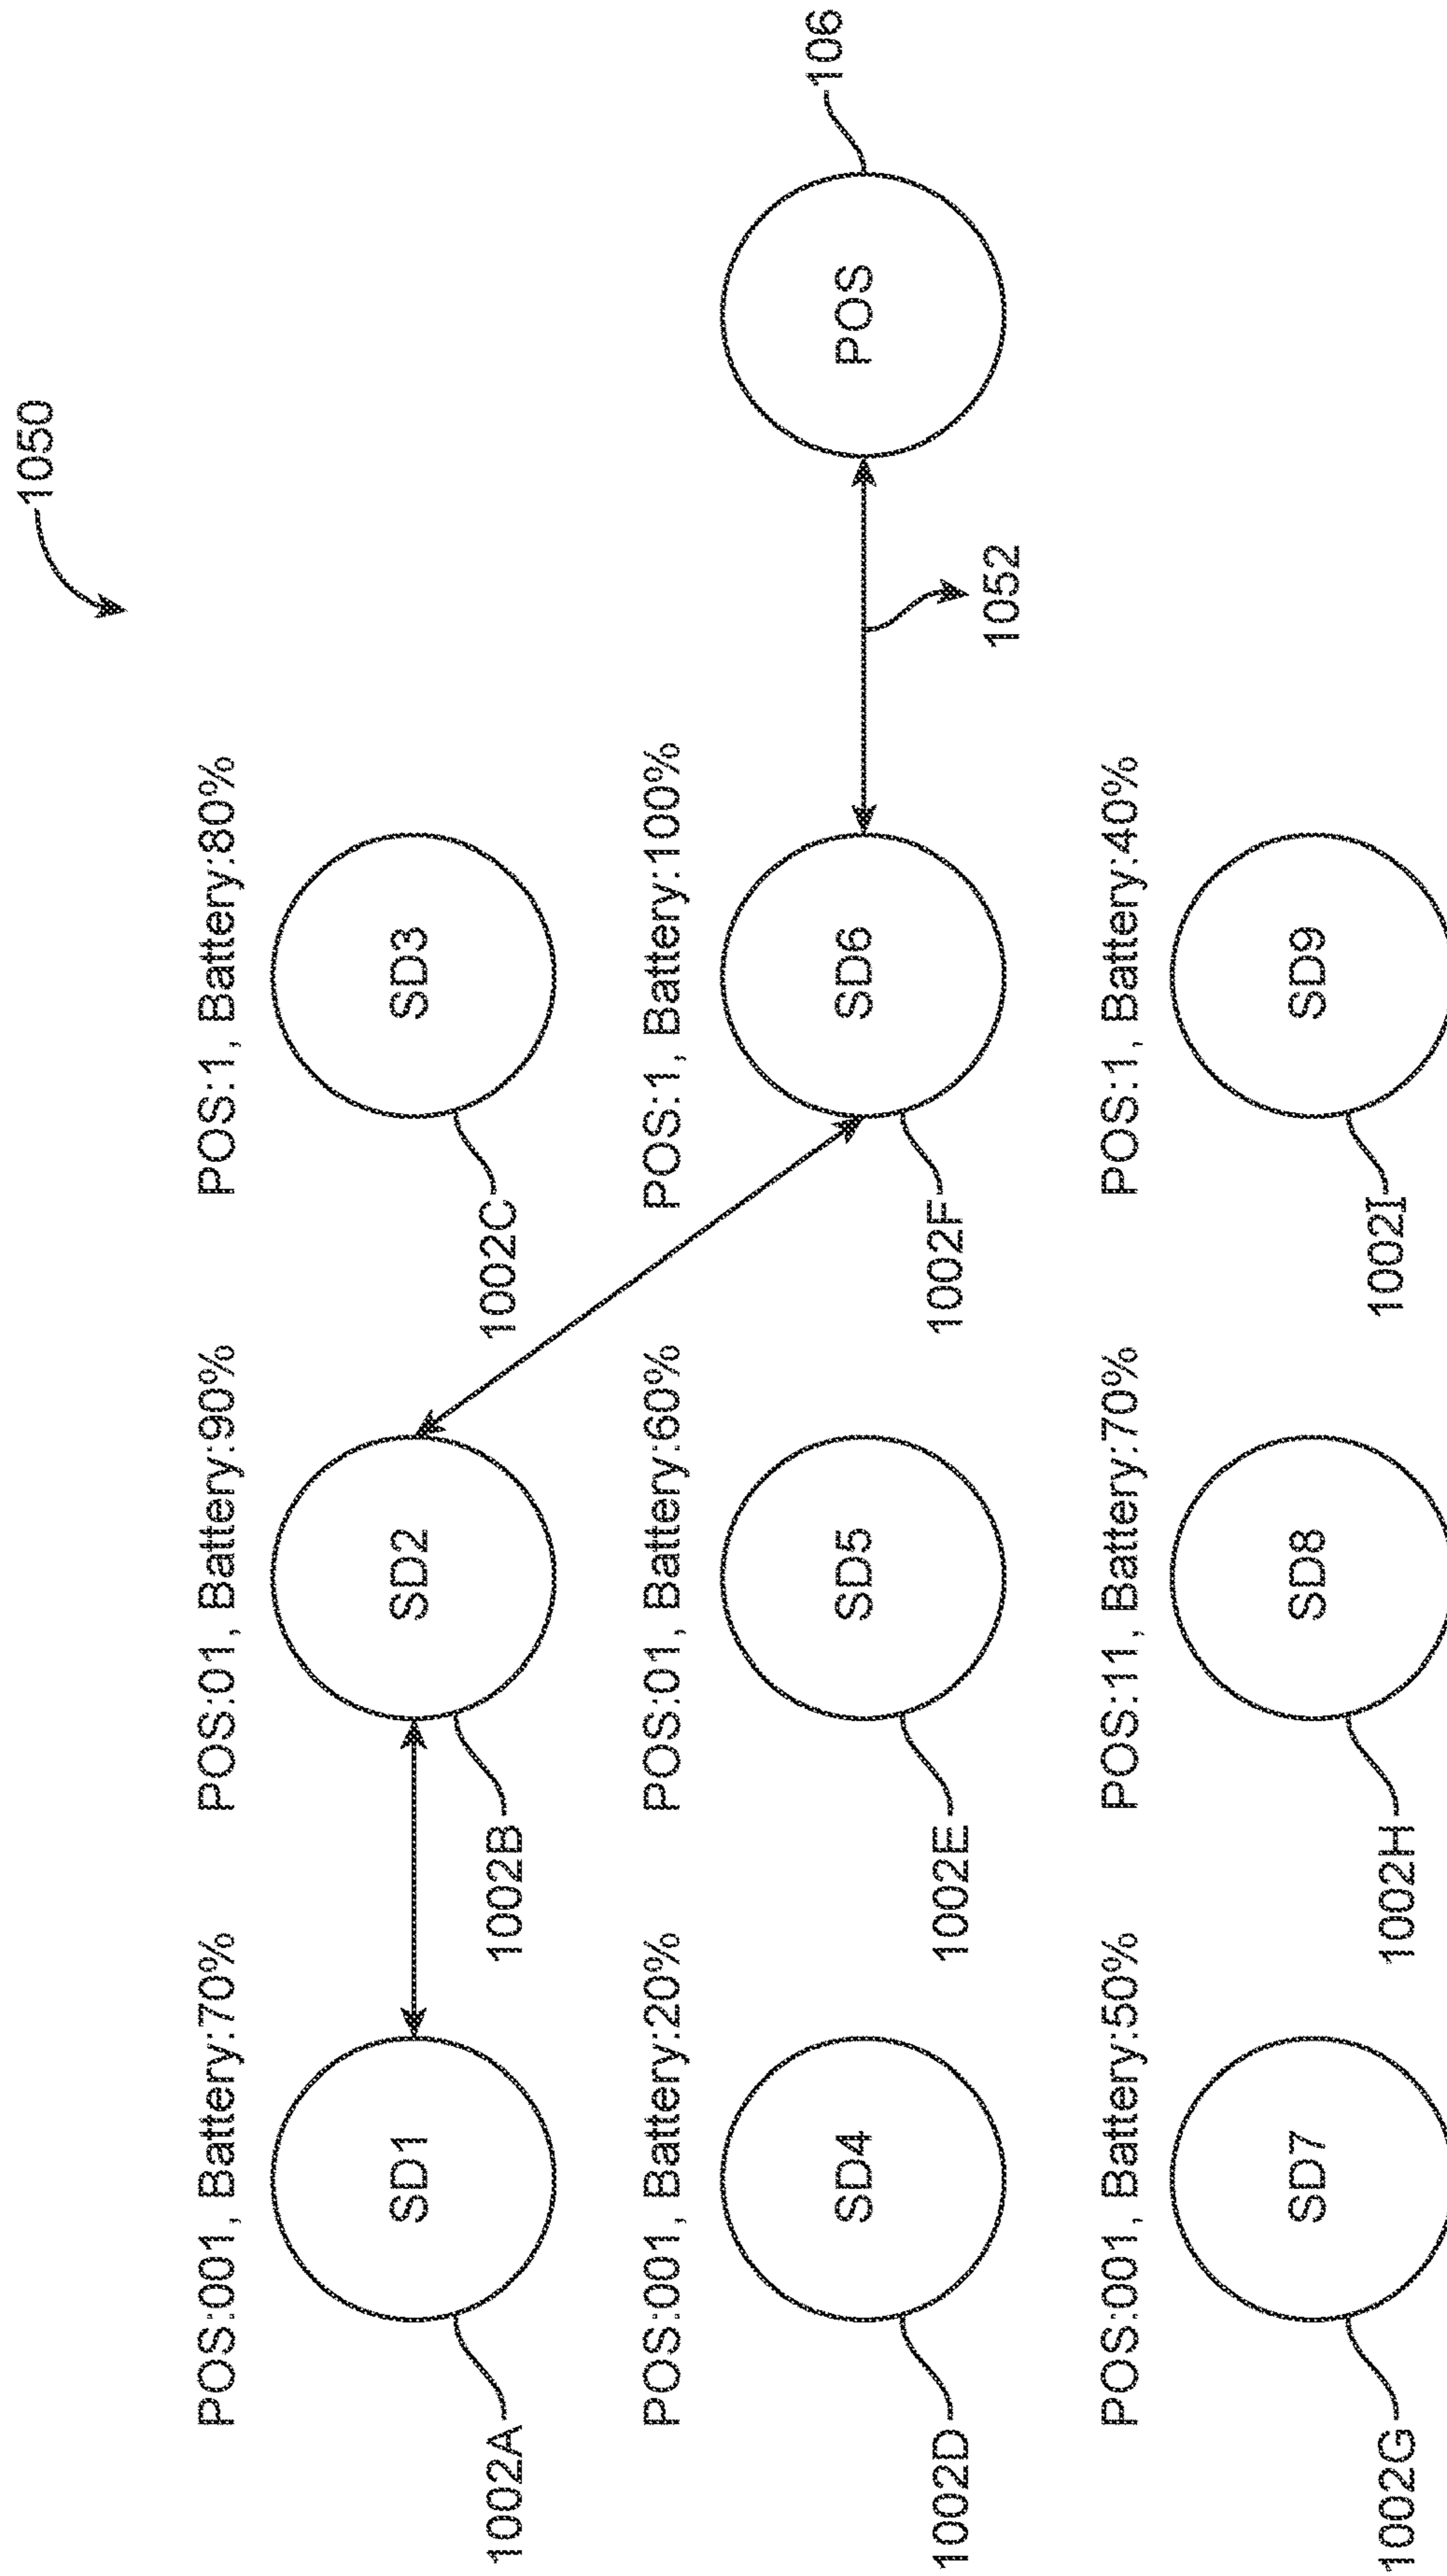 1050
POS:001, Battery:70%
POS:01, Battery:90%
POS:1, Battery:80%
SD1
SD2
SD3
1002A
1002B
1002C
POS:001, Battery:20%
POS:01, Battery:60%
POS:1, Battery:100%
SD4
SD5
SD6
POS
106
1002D
1002E
1002F
1052
POS:001, Battery:50%
POS:11, Battery:70%
POS:1, Battery:40%
SD7
SD8
SD9
1002G
1002H
1002I